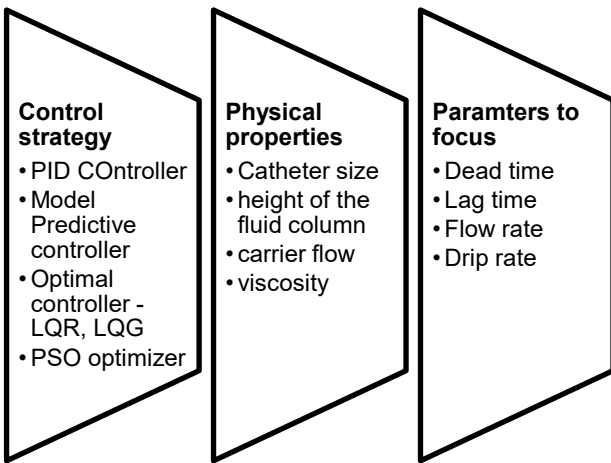 Control
strategy
• PID COntroller
• Model
Predictive
controller
• Optimal
controller -
LQR, LQG
• PSO optimizer
Physical
properties
• Catheter size
• height of the
fluid column
• carrier flow
• viscosity
Paramters to
focus
• Dead time
• Lag time
• Flow rate
• Drip rate